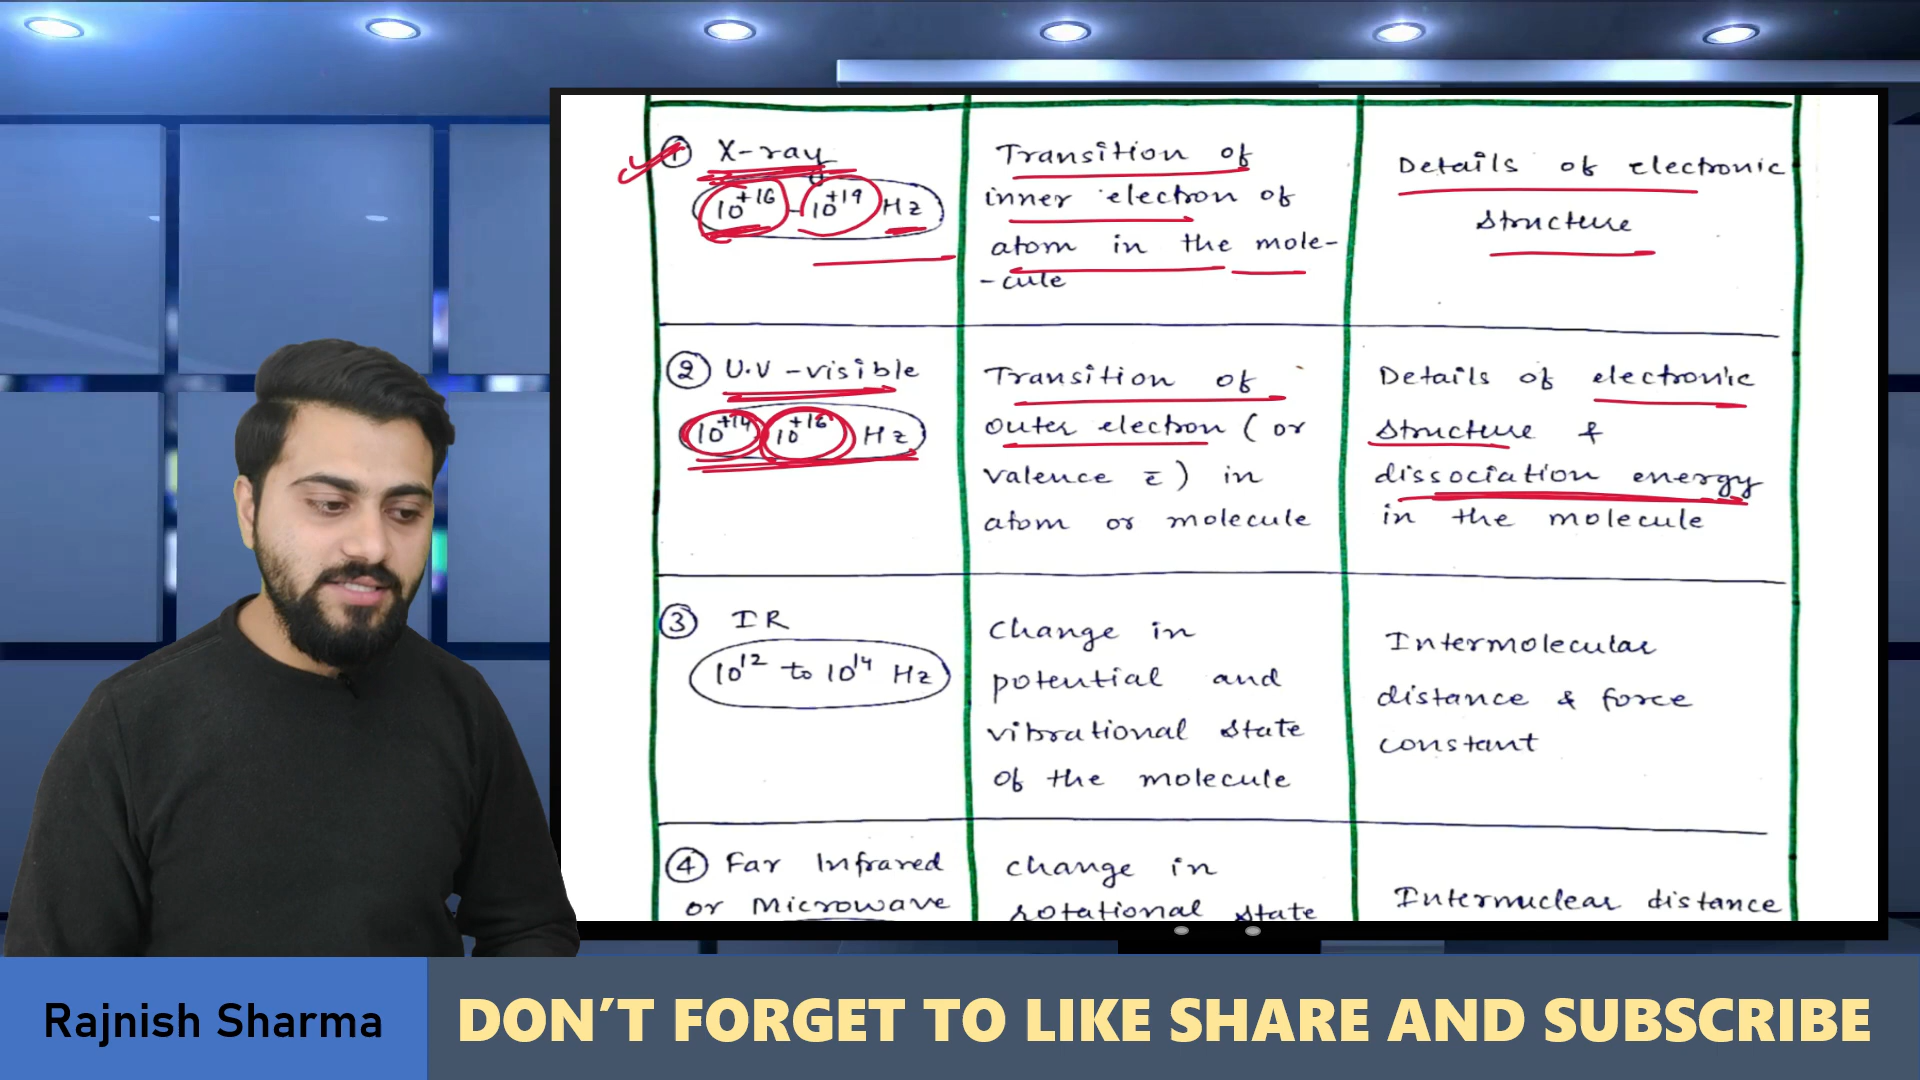 ① X-ray
10⁺¹⁶ - 10⁺¹⁹ Hz
Transition of
inner electron of
atom in the mole-
-cule
Details of electronic
structure
② U.V -visible
10⁺¹⁴ 10⁺¹⁶ Hz
Transition of
outer electron (or
valence e̅) in
atom or molecule
Details of electronic
structure &
dissociation energy
in the molecule
③ IR
10¹² to 10¹⁴ Hz
Change in
potential and
vibrational state
of the molecule
Intermolecular
distance & force
constant
④ Far Infrared
or Microwave
change in
rotational state
Internuclear distance
Rajnish Sharma
DON'T FORGET TO LIKE SHARE AND SUBSCRIBE